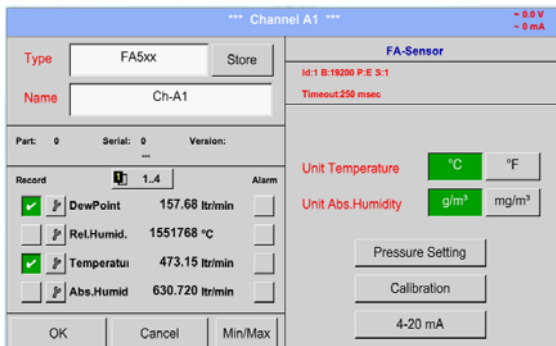 *** Channel A1 ***
~ 0.0 V
~ 0 mA
Type
FA5xx
Store
Name
Ch-A1
Part: 0 Serial: 0 Version:
...
Record
1..4
Alarm
DewPoint 157.68 ltr/min
Rel.Humid. 1551768 °C
Temperatur 473.15 ltr/min
Abs.Humid 630.720 ltr/min
OK
Cancel
Min/Max
FA-Sensor
Id:1 B:19200 P:E S:1
Timeout:250 msec
Unit Temperature
°C
°F
Unit Abs.Humidity
g/m³
mg/m³
Pressure Setting
Calibration
4-20 mA